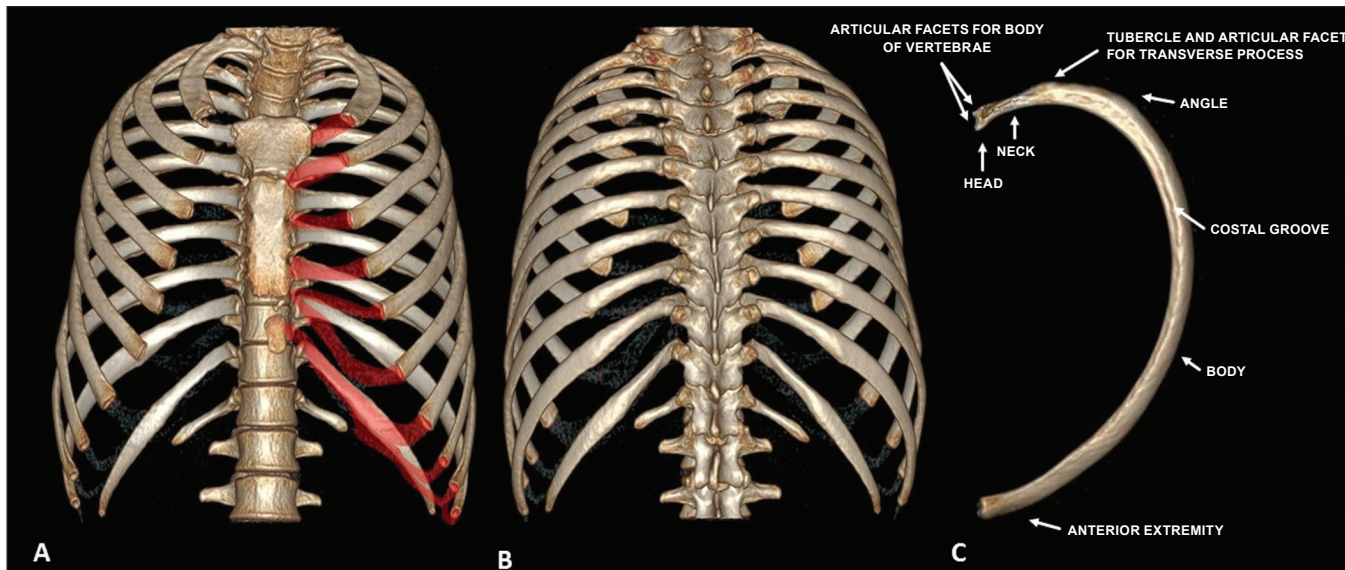 ARTICULAR FACETS FOR BODY
OF VERTEBRAE
TUBERCLE AND ARTICULAR FACET
FOR TRANSVERSE PROCESS
ANGLE
NECK
HEAD
COSTAL GROOVE
BODY
ANTERIOR EXTREMITY
A
B
C